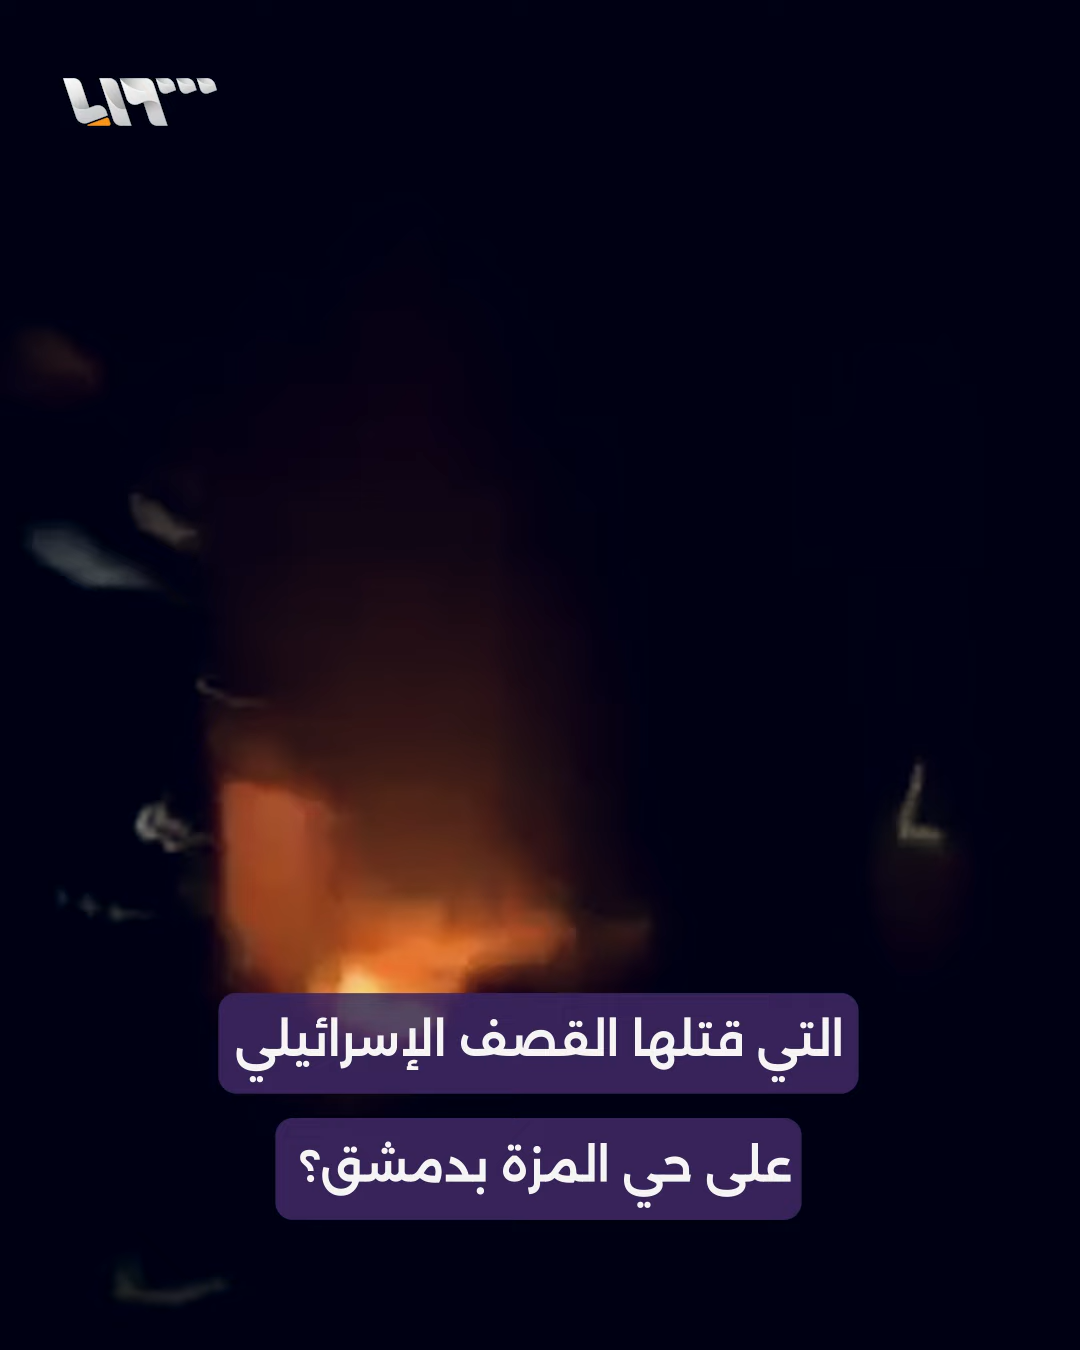 التي قتلها القصف الإسرائيلي
على حي المزة بدمشق؟